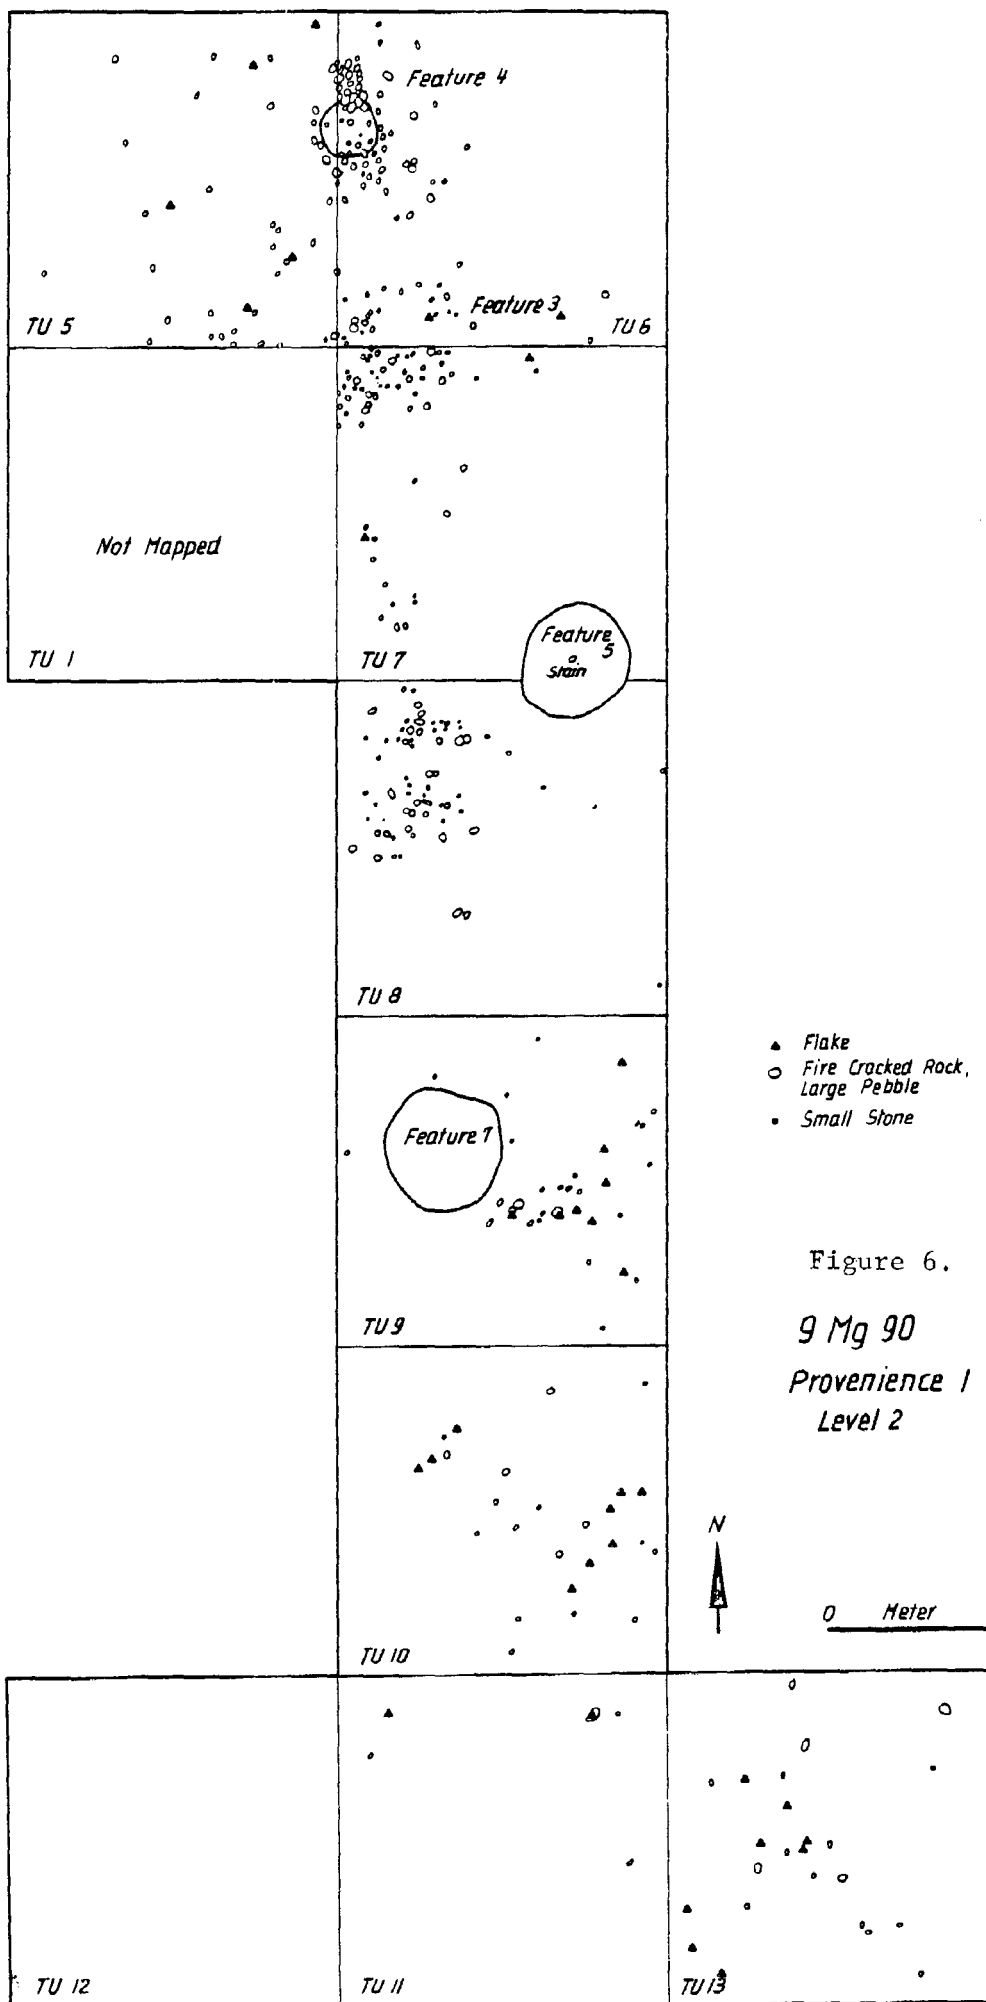 Feature 4
Feature 3
TU 5
TU 6
Not Mapped
TU 1
TU 7
Feature
5
Stain
TU 8
Flake
Fire Cracked Rock,
Large Pebble
Small Stone
Feature 7
TU 9
Figure 6.
9 Mg 90
Provenience 1
Level 2
N
0 Meter
TU 10
TU 12
TU 11
TU 13